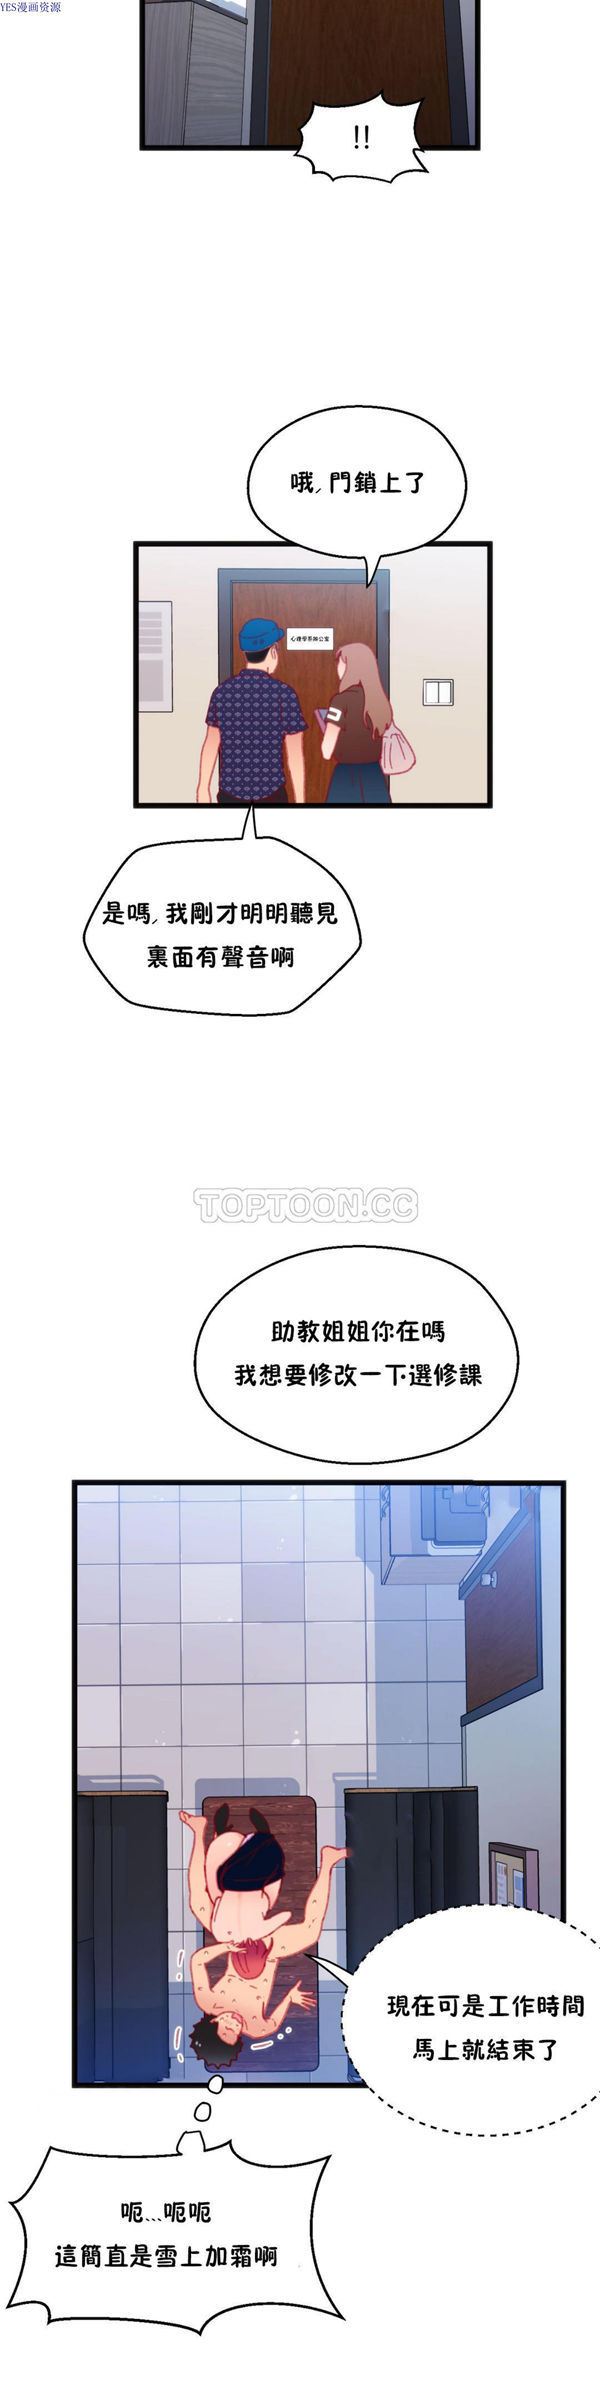 YES漫画资源
!!
哦,門鎖上了
心理學系辦公室
是嗎,我剛才明明聽見
裏面有聲音啊
TOPTOON.CC
助教姐姐你在嗎
我想要修改一下選修課
現在可是工作時間
馬上就結束了
呃...呃呃
這簡直是雪上加霜啊